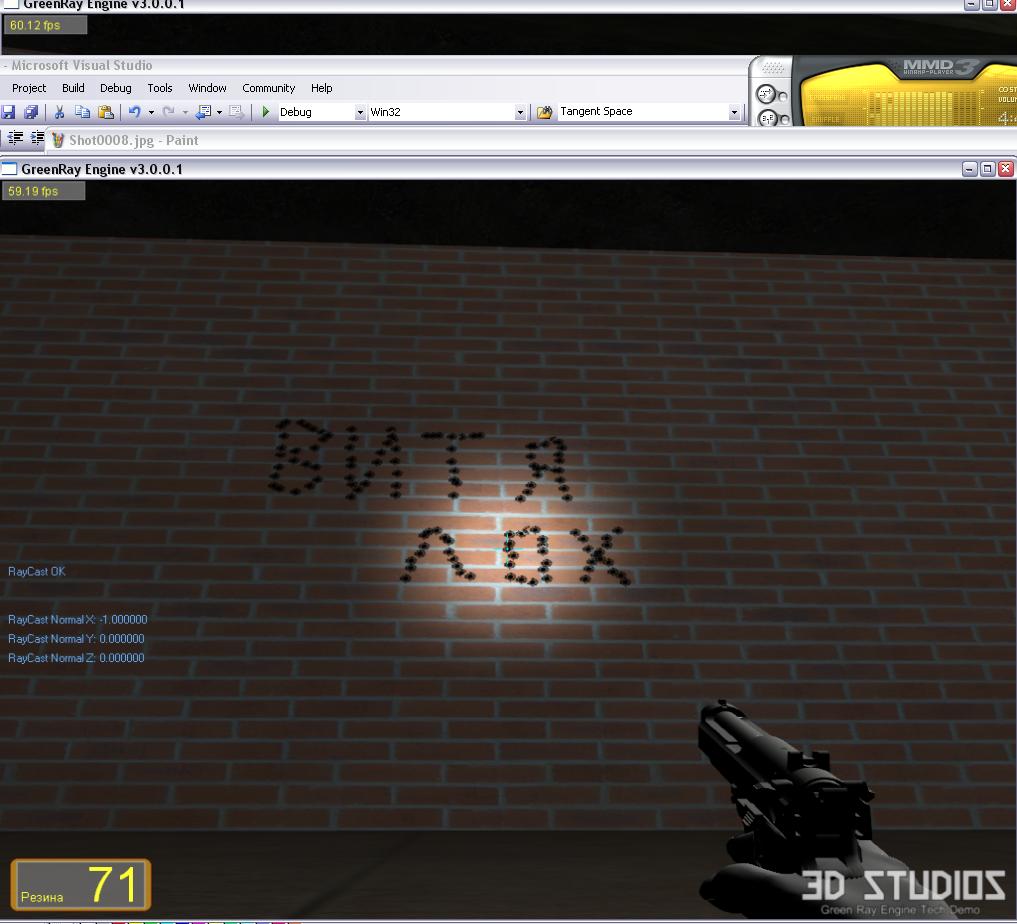 GreenRay Engine v3.0.0.1
60.12 fps
- Microsoft Visual Studio
Project Build Debug Tools Window Community Help
Debug Win32 Tangent Space
MMD3
WINAMP-PLAYER
SHUFFLE
Shot0008.jpg - Paint
GreenRay Engine v3.0.0.1
59.19 fps
ВИТЯ
ЛОХ
RayCast OK
RayCast Normal X: -1.000000
RayCast Normal Y: 0.000000
RayCast Normal Z: 0.000000
Резина 71
3D STUDIOS
Green Ray Engine Tech Demo